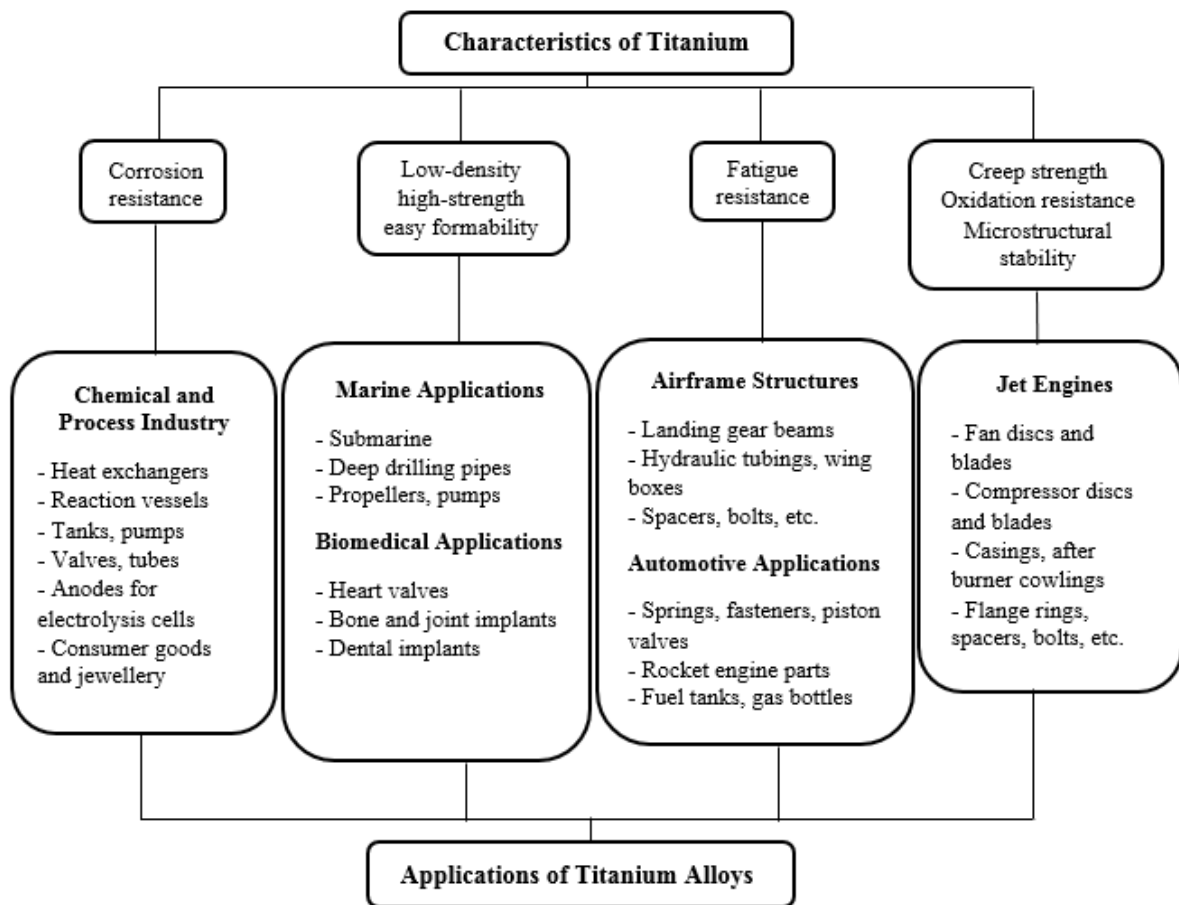 Characteristics of Titanium
Corrosion
resistance
Low-density
high-strength
easy formability
Fatigue
resistance
Creep strength
Oxidation resistance
Microstructural
stability
Chemical and
Process Industry
- Heat exchangers
- Reaction vessels
- Tanks, pumps
- Valves, tubes
- Anodes for
electrolysis cells
- Consumer goods
and jewellery
Marine Applications
- Submarine
- Deep drilling pipes
- Propellers, pumps
Biomedical Applications
- Heart valves
- Bone and joint implants
- Dental implants
Airframe Structures
- Landing gear beams
- Hydraulic tubings, wing
boxes
- Spacers, bolts, etc.
Automotive Applications
- Springs, fasteners, piston
valves
- Rocket engine parts
- Fuel tanks, gas bottles
Jet Engines
- Fan discs and
blades
- Compressor discs
and blades
- Casings, after
burner cowlings
- Flange rings,
spacers, bolts, etc.
Applications of Titanium Alloys